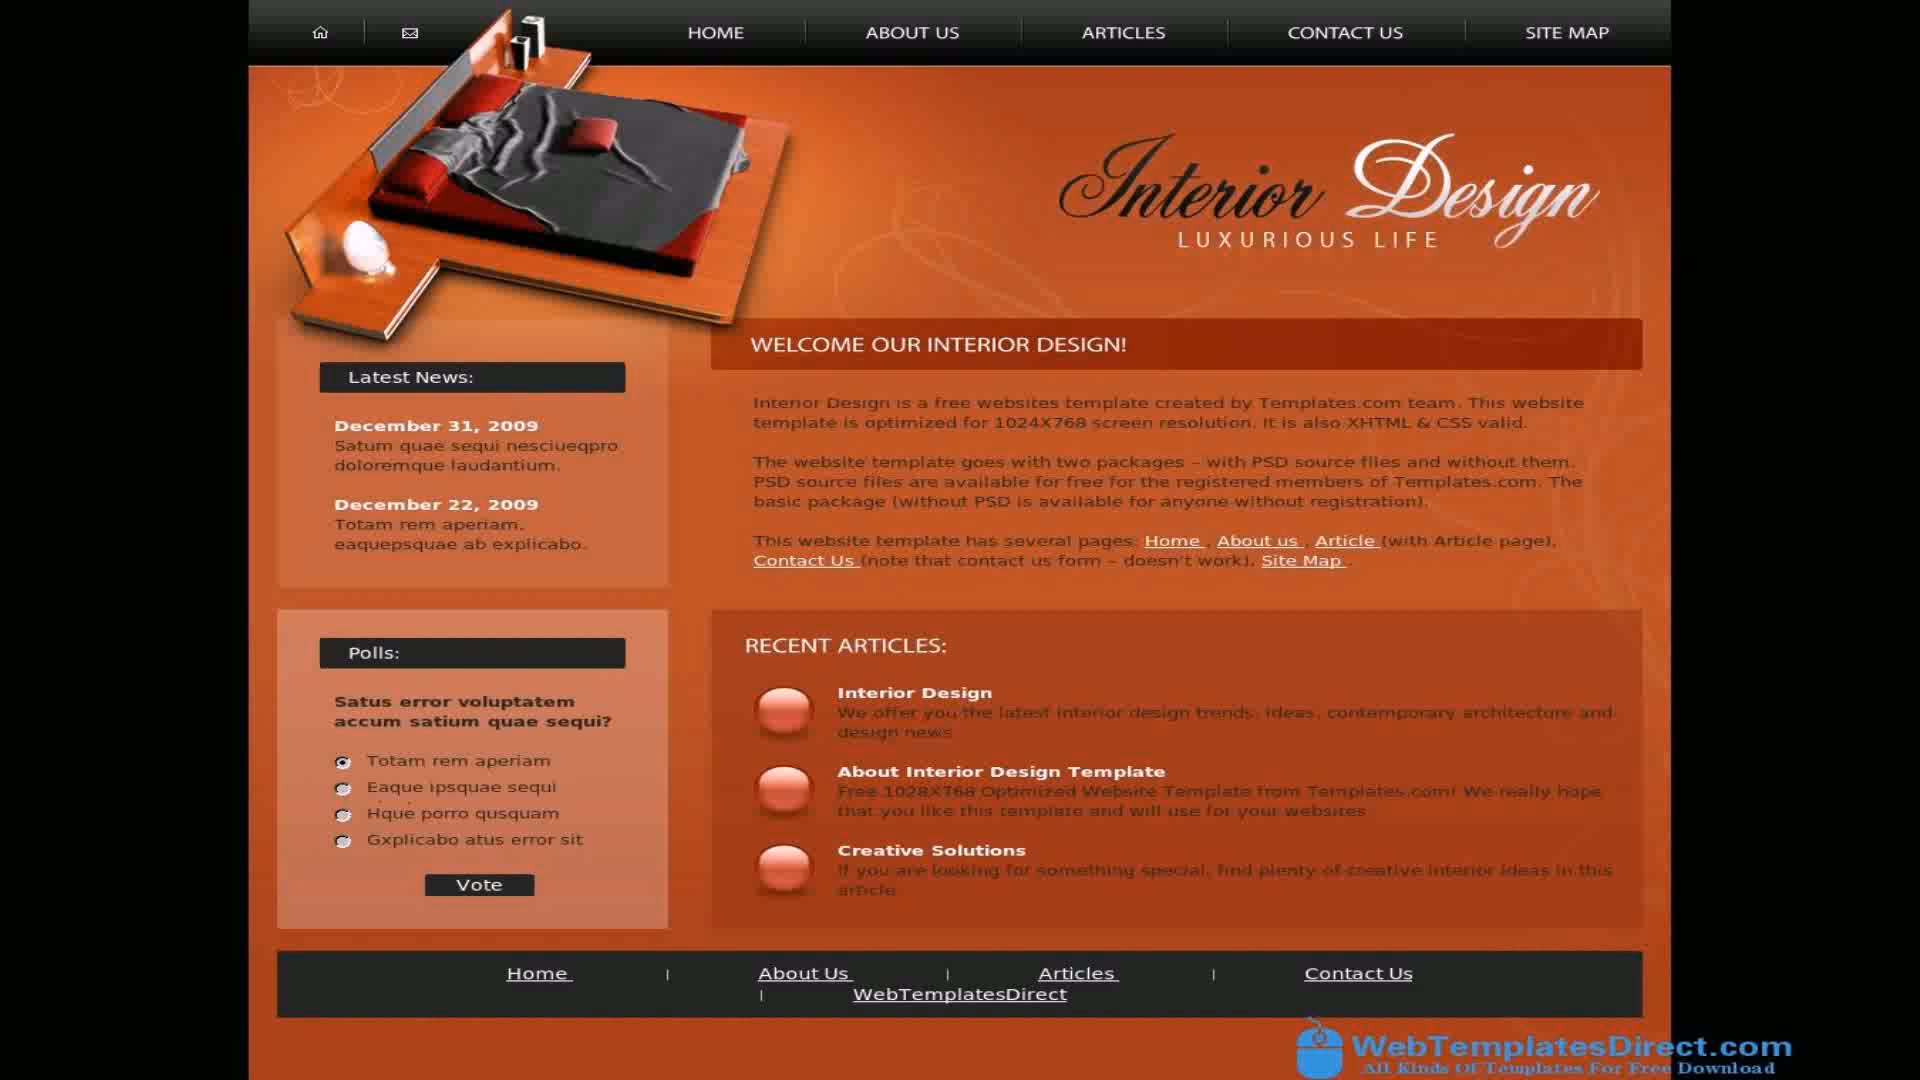 HOME
ABOUT US
ARTICLES
CONTACT US
SITE MAP
Interior Design
LUXURIOUS LIFE
WELCOME OUR INTERIOR DESIGN!
Interior Design is a free websites template created by Templates.com team. This website
template is optimized for 1024X768 screen resolution. It is also XHTML & CSS valid.
The website template goes with two packages – with PSD source files and without them.
PSD source files are available for free for the registered members of Templates.com. The
basic package (without PSD is available for anyone without registration).
This website template has several pages: Home , About us , Article (with Article page),
Contact Us (note that contact us form – doesn't work), Site Map .
Latest News:
December 31, 2009
Satum quae sequi nesciueqpro
doloremque laudantium.
December 22, 2009
Totam rem aperiam,
eaquepsquae ab explicabo.
Polls:
Satus error voluptatem
accum satium quae sequi?
Totam rem aperiam
Eaque ipsquae sequi
Hque porro qusquam
Gxplicabo atus error sit
Vote
RECENT ARTICLES:
Interior Design
We offer you the latest interior design trends, ideas, contemporary architecture and
design news
About Interior Design Template
Free 1028X768 Optimized Website Template from Templates.com! We really hope
that you like this template and will use for your websites
Creative Solutions
If you are looking for something special, find plenty of creative interior ideas in this
article
Home | About Us | Articles | Contact Us
| WebTemplatesDirect
WebTemplatesDirect.com
All Kinds Of Templates For Free Download